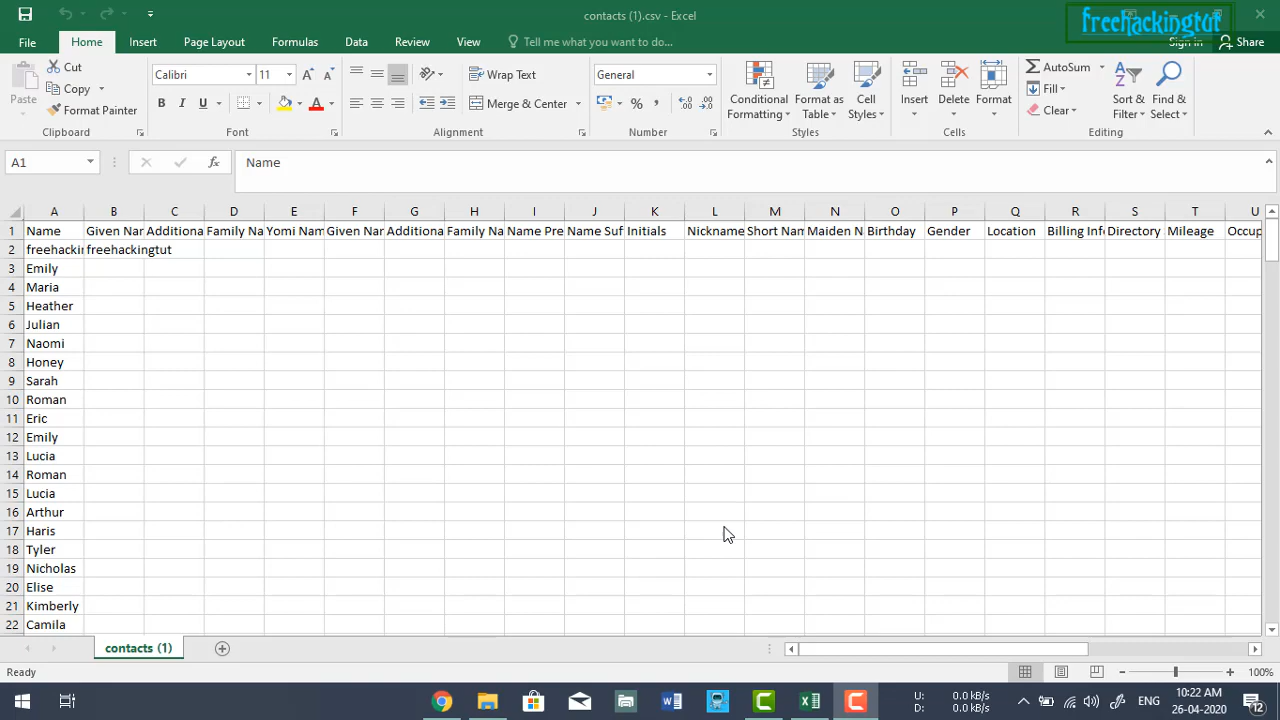 contacts (1).csv - Excel
freehackingtut
File Home Insert Page Layout Formulas Data Review View Tell me what you want to do... Sign in Share
Paste
Cut
Copy
Format Painter
Clipboard
Calibri 11
B I U
Font
Wrap Text
Merge & Center
Alignment
General
Number
Conditional Formatting
Format as Table
Cell Styles
Styles
Insert Delete Format
Cells
AutoSum
Fill
Clear
Sort & Filter
Find & Select
Editing
A1 fx Name
A B C D E F G H I J K L M N O P Q R S T U
1 Name Given Nar Additiona Family Na Yomi Nam Given Nar Additiona Family Na Name Pre Name Suf Initials Nickname Short Nam Maiden N Birthday Gender Location Billing Inf Directory Mileage Occup
2 freehackin freehackingtut
3 Emily
4 Maria
5 Heather
6 Julian
7 Naomi
8 Honey
9 Sarah
10 Roman
11 Eric
12 Emily
13 Lucia
14 Roman
15 Lucia
16 Arthur
17 Haris
18 Tyler
19 Nicholas
20 Elise
21 Kimberly
22 Camila
contacts (1)
Ready 100%
U: 0.0 kB/s
D: 0.0 kB/s
ENG
10:22 AM
26-04-2020
12